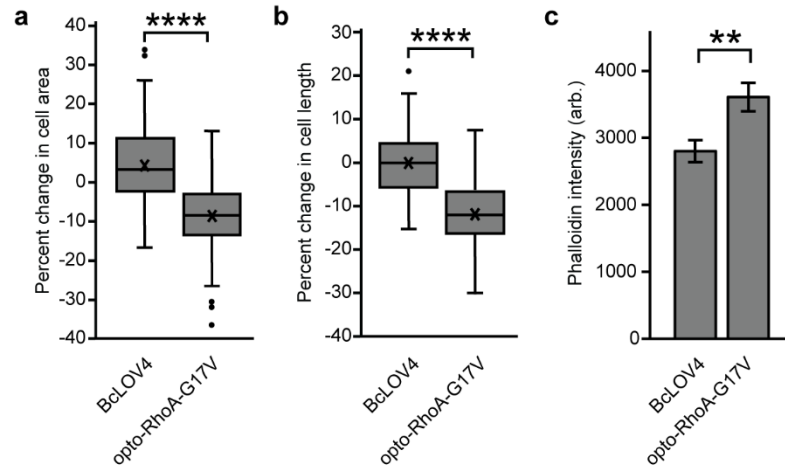 a
Percent change in cell area
40
30
20
10
0
-10
-20
-30
-40
****
BcLOV4
opto-RhoA-G17V
b
Percent change in cell length
30
20
10
0
-10
-20
-30
-40
****
BcLOV4
opto-RhoA-G17V
c
Phalloidin intensity (arb.)
4000
3000
2000
1000
0
**
BcLOV4
opto-RhoA-G17V